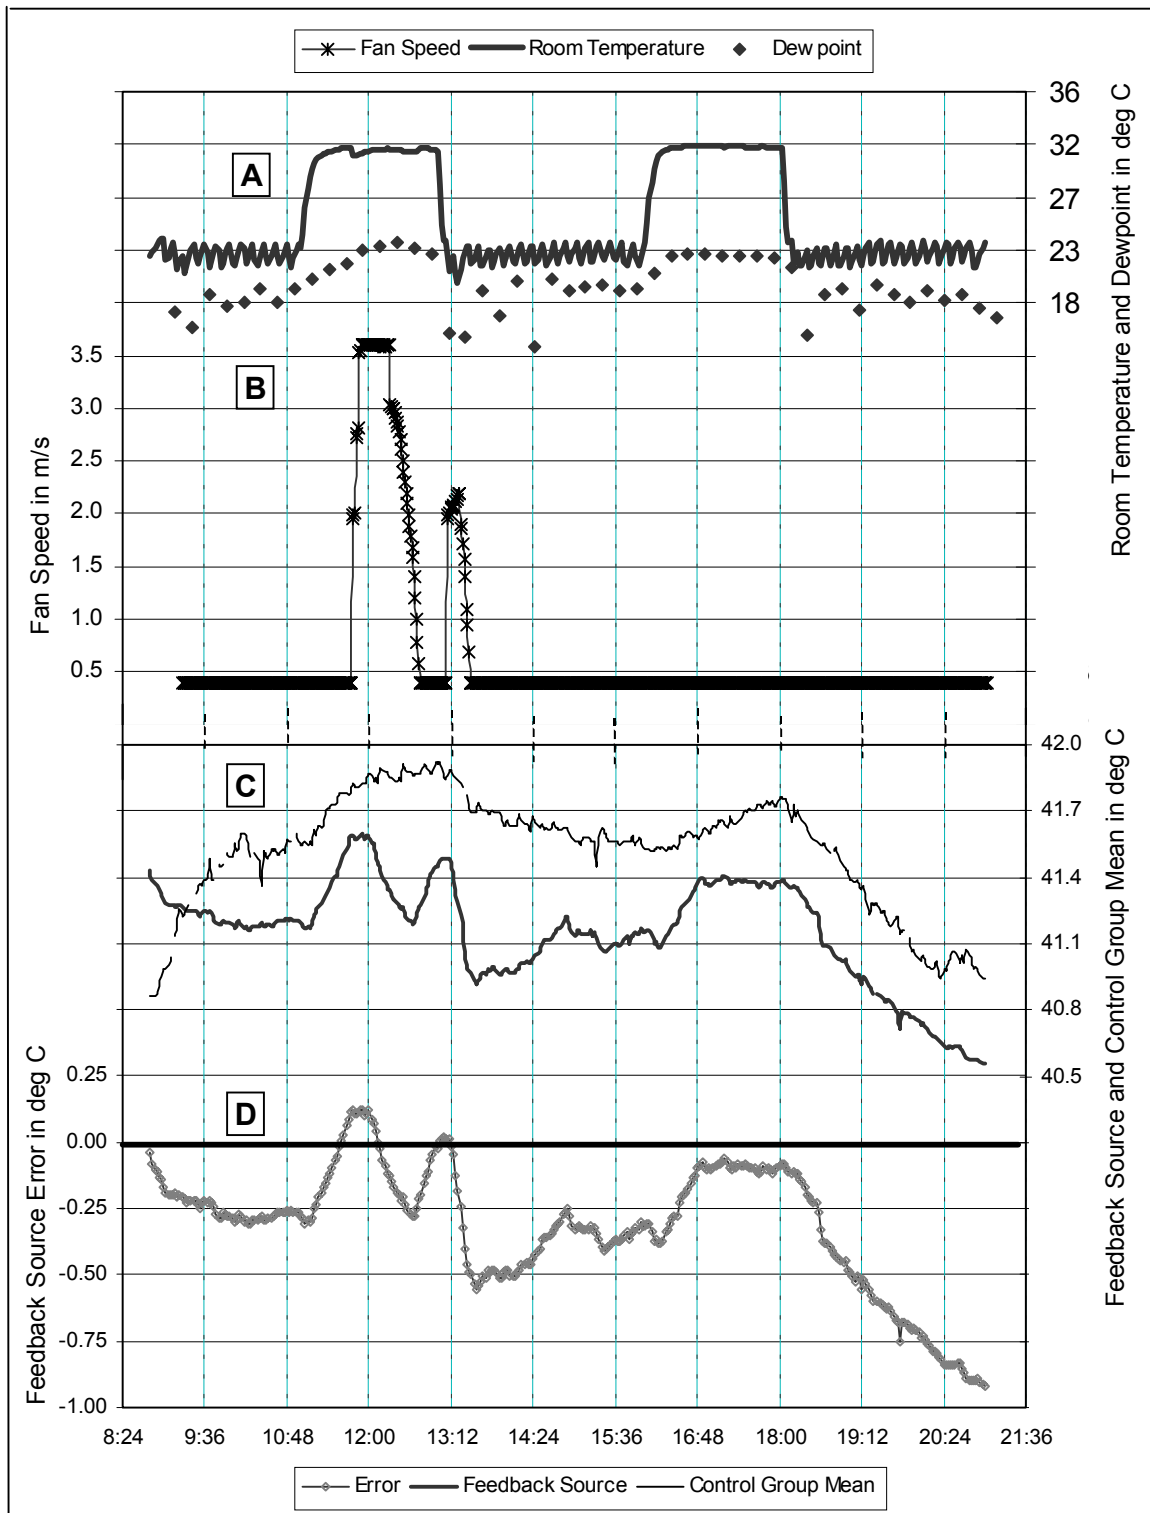 Fan Speed Room Temperature Dew point
36
32
27
23
18
Room Temperature and Dewpoint in deg C
A
B
3.5
3.0
2.5
2.0
1.5
1.0
0.5
Fan Speed in m/s
C
42.0
41.7
41.4
41.1
40.8
40.5
Feedback Source and Control Group Mean in deg C
D
0.25
0.00
-0.25
-0.50
-0.75
-1.00
Feedback Source Error in deg C
8:24 9:36 10:48 12:00 13:12 14:24 15:36 16:48 18:00 19:12 20:24 21:36
Error Feedback Source Control Group Mean